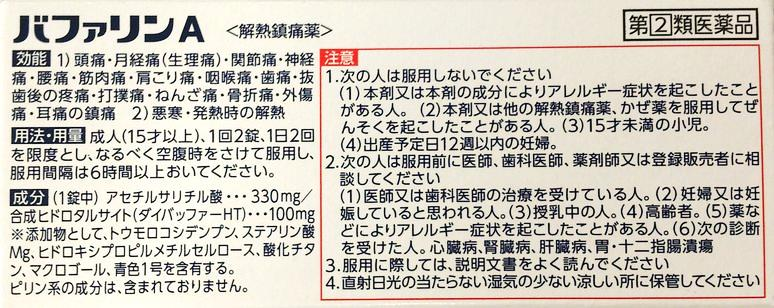 バファリンA <解熱鎮痛薬>
指定第②類医薬品
効能 1)頭痛・月経痛(生理痛)・関節痛・神経
痛・腰痛・筋肉痛・肩こり痛・咽喉痛・歯痛・抜
歯後の疼痛・打撲痛・ねんざ痛・骨折痛・外傷
痛・耳痛の鎮痛 2)悪寒・発熱時の解熱
用法・用量 成人(15才以上)、1回2錠、1日2回
を限度とし、なるべく空腹時をさけて服用し、
服用間隔は6時間以上おいてください。
成分 (1錠中) アセチルサリチル酸・・・330mg/
合成ヒドロタルサイト(ダイバッファーHT)・・・100mg
※添加物として、トウモロコシデンプン、ステアリン酸
Mg、ヒドロキシプロピルメチルセルロース、酸化チタ
ン、マクロゴール、青色1号を含有する。
ピリン系の成分は、含まれておりません。
注意
1.次の人は服用しないでください
(1)本剤又は本剤の成分によりアレルギー症状を起こしたこと
がある人。 (2)本剤又は他の解熱鎮痛薬、かぜ薬を服用してぜ
んそくを起こしたことがある人。(3)15才未満の小児。
(4)出産予定日12週以内の妊婦。
2.次の人は服用前に医師、歯科医師、薬剤師又は登録販売者に相
談してください
(1)医師又は歯科医師の治療を受けている人。(2)妊婦又は妊
娠していると思われる人。(3)授乳中の人。(4)高齢者。(5)薬な
どによりアレルギー症状を起こしたことがある人。(6)次の診断
を受けた人。心臓病、腎臓病、肝臓病、胃・十二指腸潰瘍
3.服用に際しては、説明文書をよく読んでください
4.直射日光の当たらない湿気の少ない涼しい所に保管してください